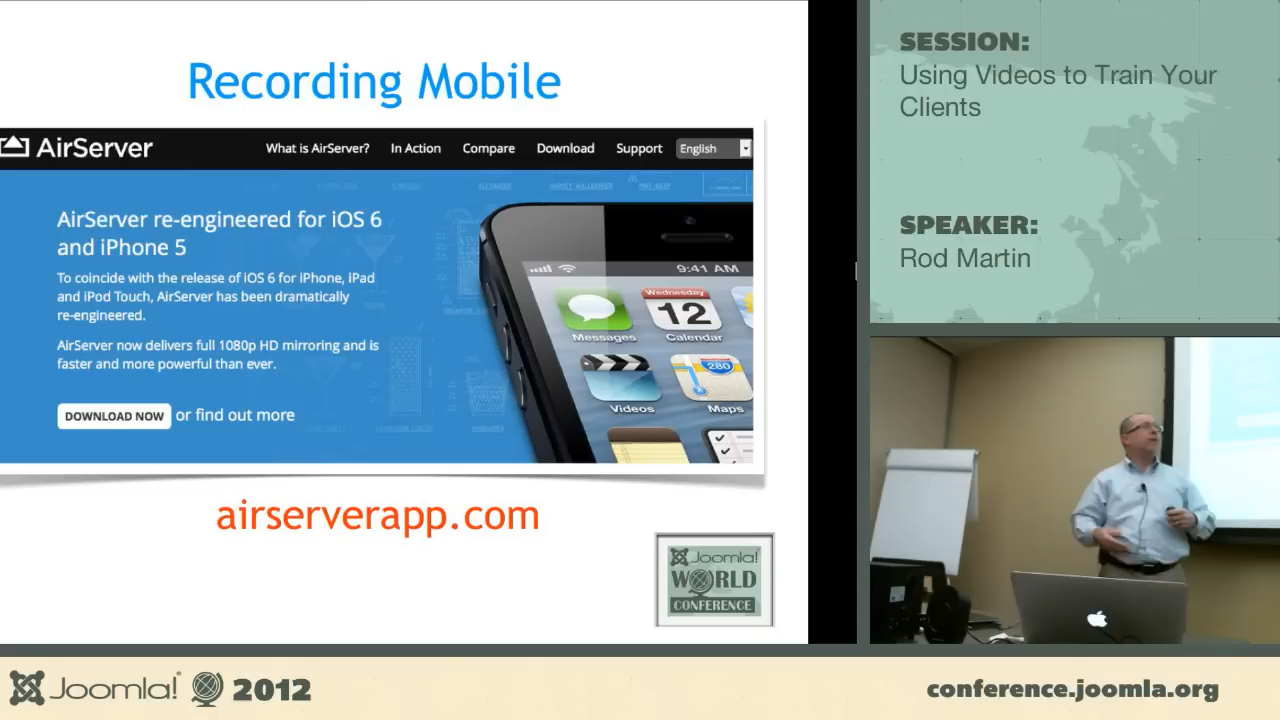 Recording Mobile
AirServer
What is AirServer?
In Action
Compare
Download
Support
English
AirServer re-engineered for iOS 6
and iPhone 5
To coincide with the release of iOS 6 for iPhone, iPad
and iPod Touch, AirServer has been dramatically
re-engineered.
AirServer now delivers full 1080p HD mirroring and is
faster and more powerful than ever.
DOWNLOAD NOW or find out more
9:41 AM
Wednesday
12
280
Messages
Calendar
Videos
Maps
airserverapp.com
Joomla!
WORLD
CONFERENCE
SESSION:
Using Videos to Train Your
Clients
SPEAKER:
Rod Martin
Joomla! 2012
conference.joomla.org